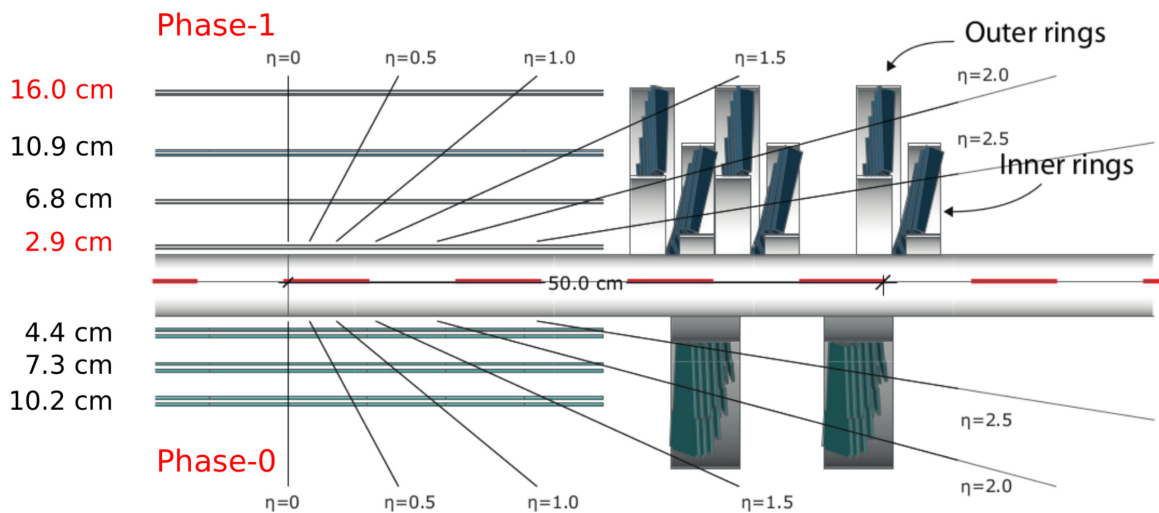 Phase-1
Outer rings
η=0
η=0.5
η=1.0
η=1.5
η=2.0
16.0 cm
10.9 cm
η=2.5
Inner rings
6.8 cm
2.9 cm
50.0 cm
4.4 cm
7.3 cm
10.2 cm
η=2.5
Phase-0
η=2.0
η=0
η=0.5
η=1.0
η=1.5